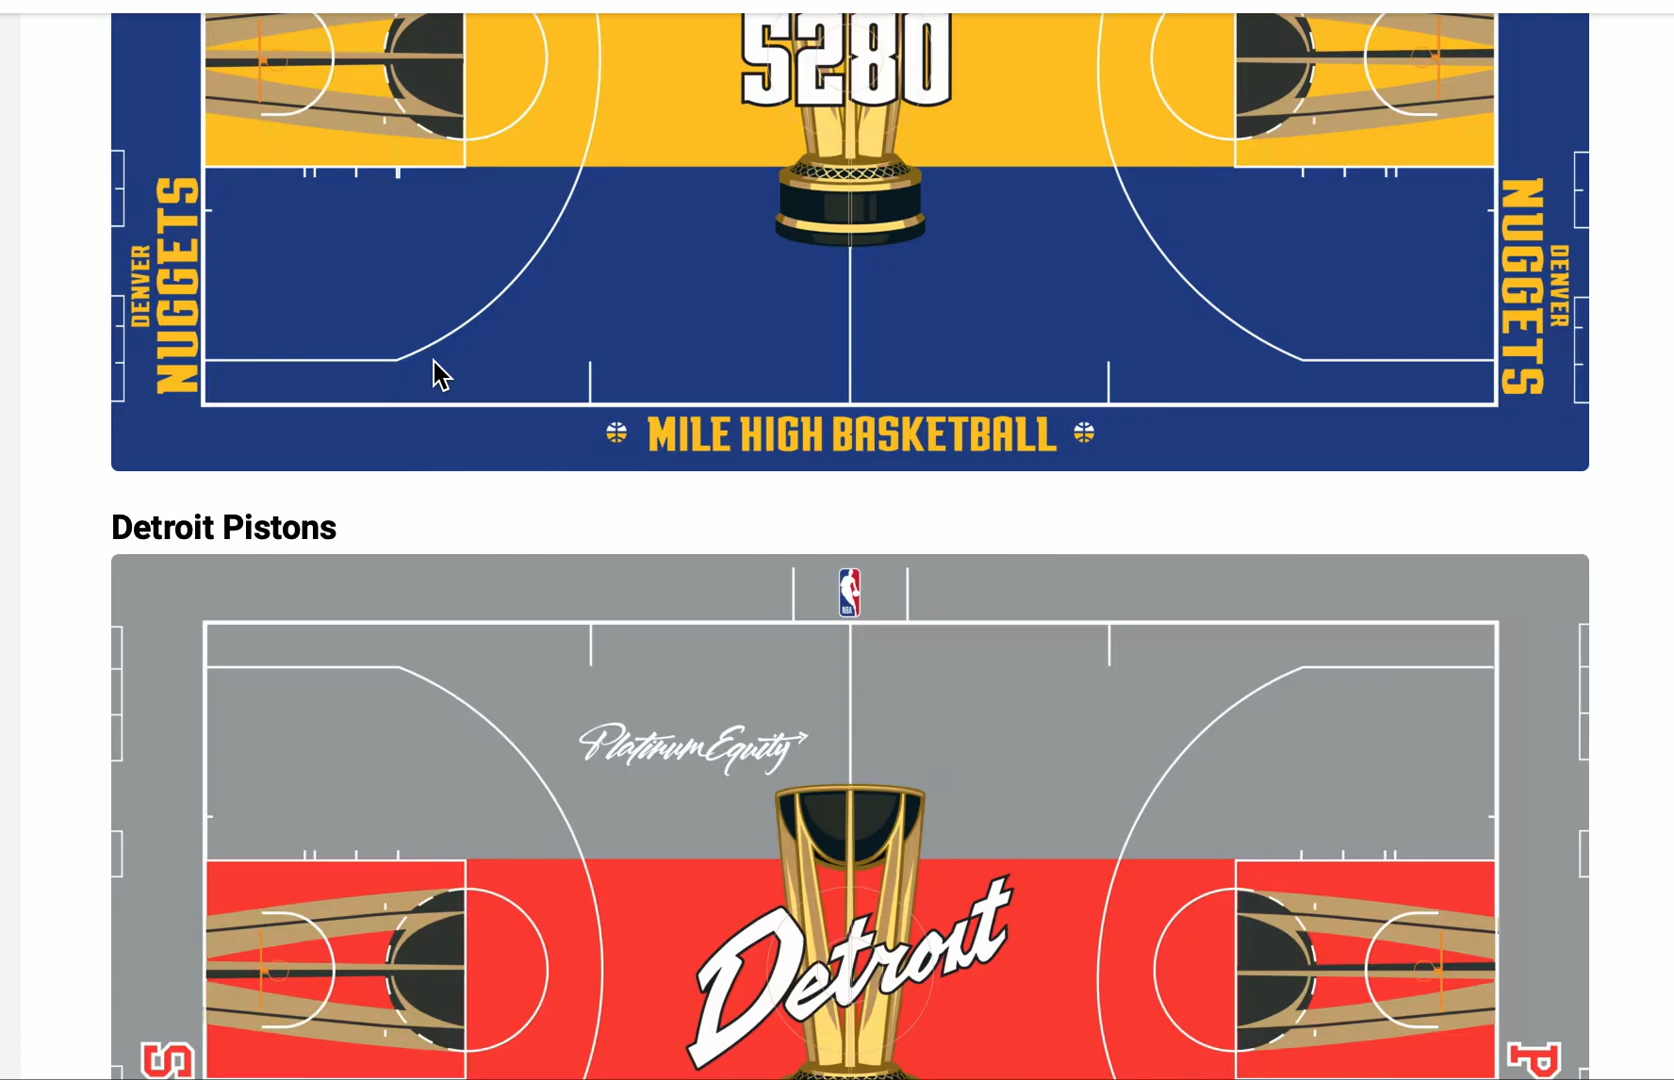 5280
DENVER
NUGGETS
NUGGETS
DENVER
MILE HIGH BASKETBALL
Detroit Pistons
NBA
Platinum Equity
Detroit
S
P